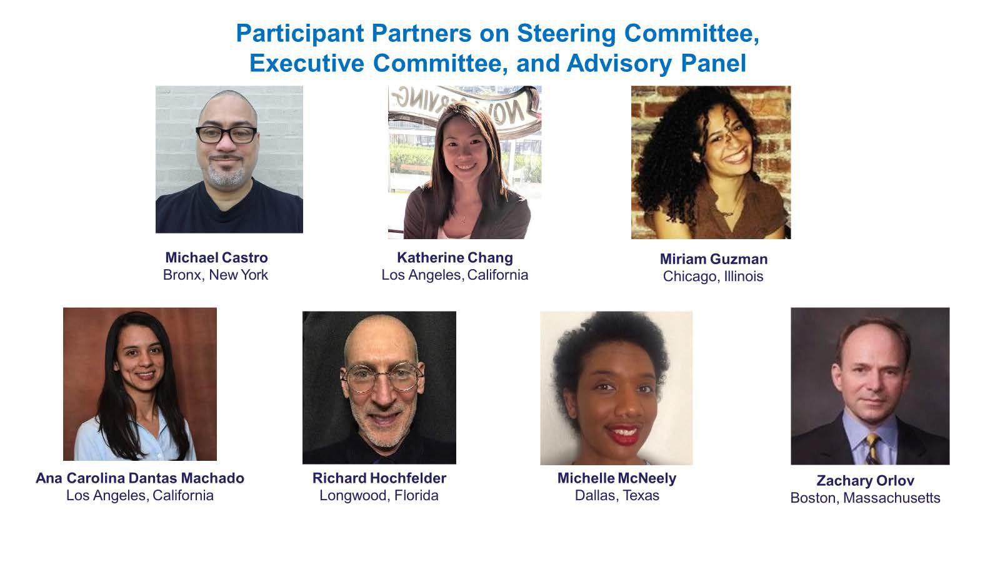 Participant Partners on Steering Committee,
Executive Committee, and Advisory Panel
NOW SERVING
Michael Castro
Bronx, New York
Katherine Chang
Los Angeles, California
Miriam Guzman
Chicago, Illinois
Ana Carolina Dantas Machado
Los Angeles, California
Richard Hochfelder
Longwood, Florida
Michelle McNeely
Dallas, Texas
Zachary Orlov
Boston, Massachusetts